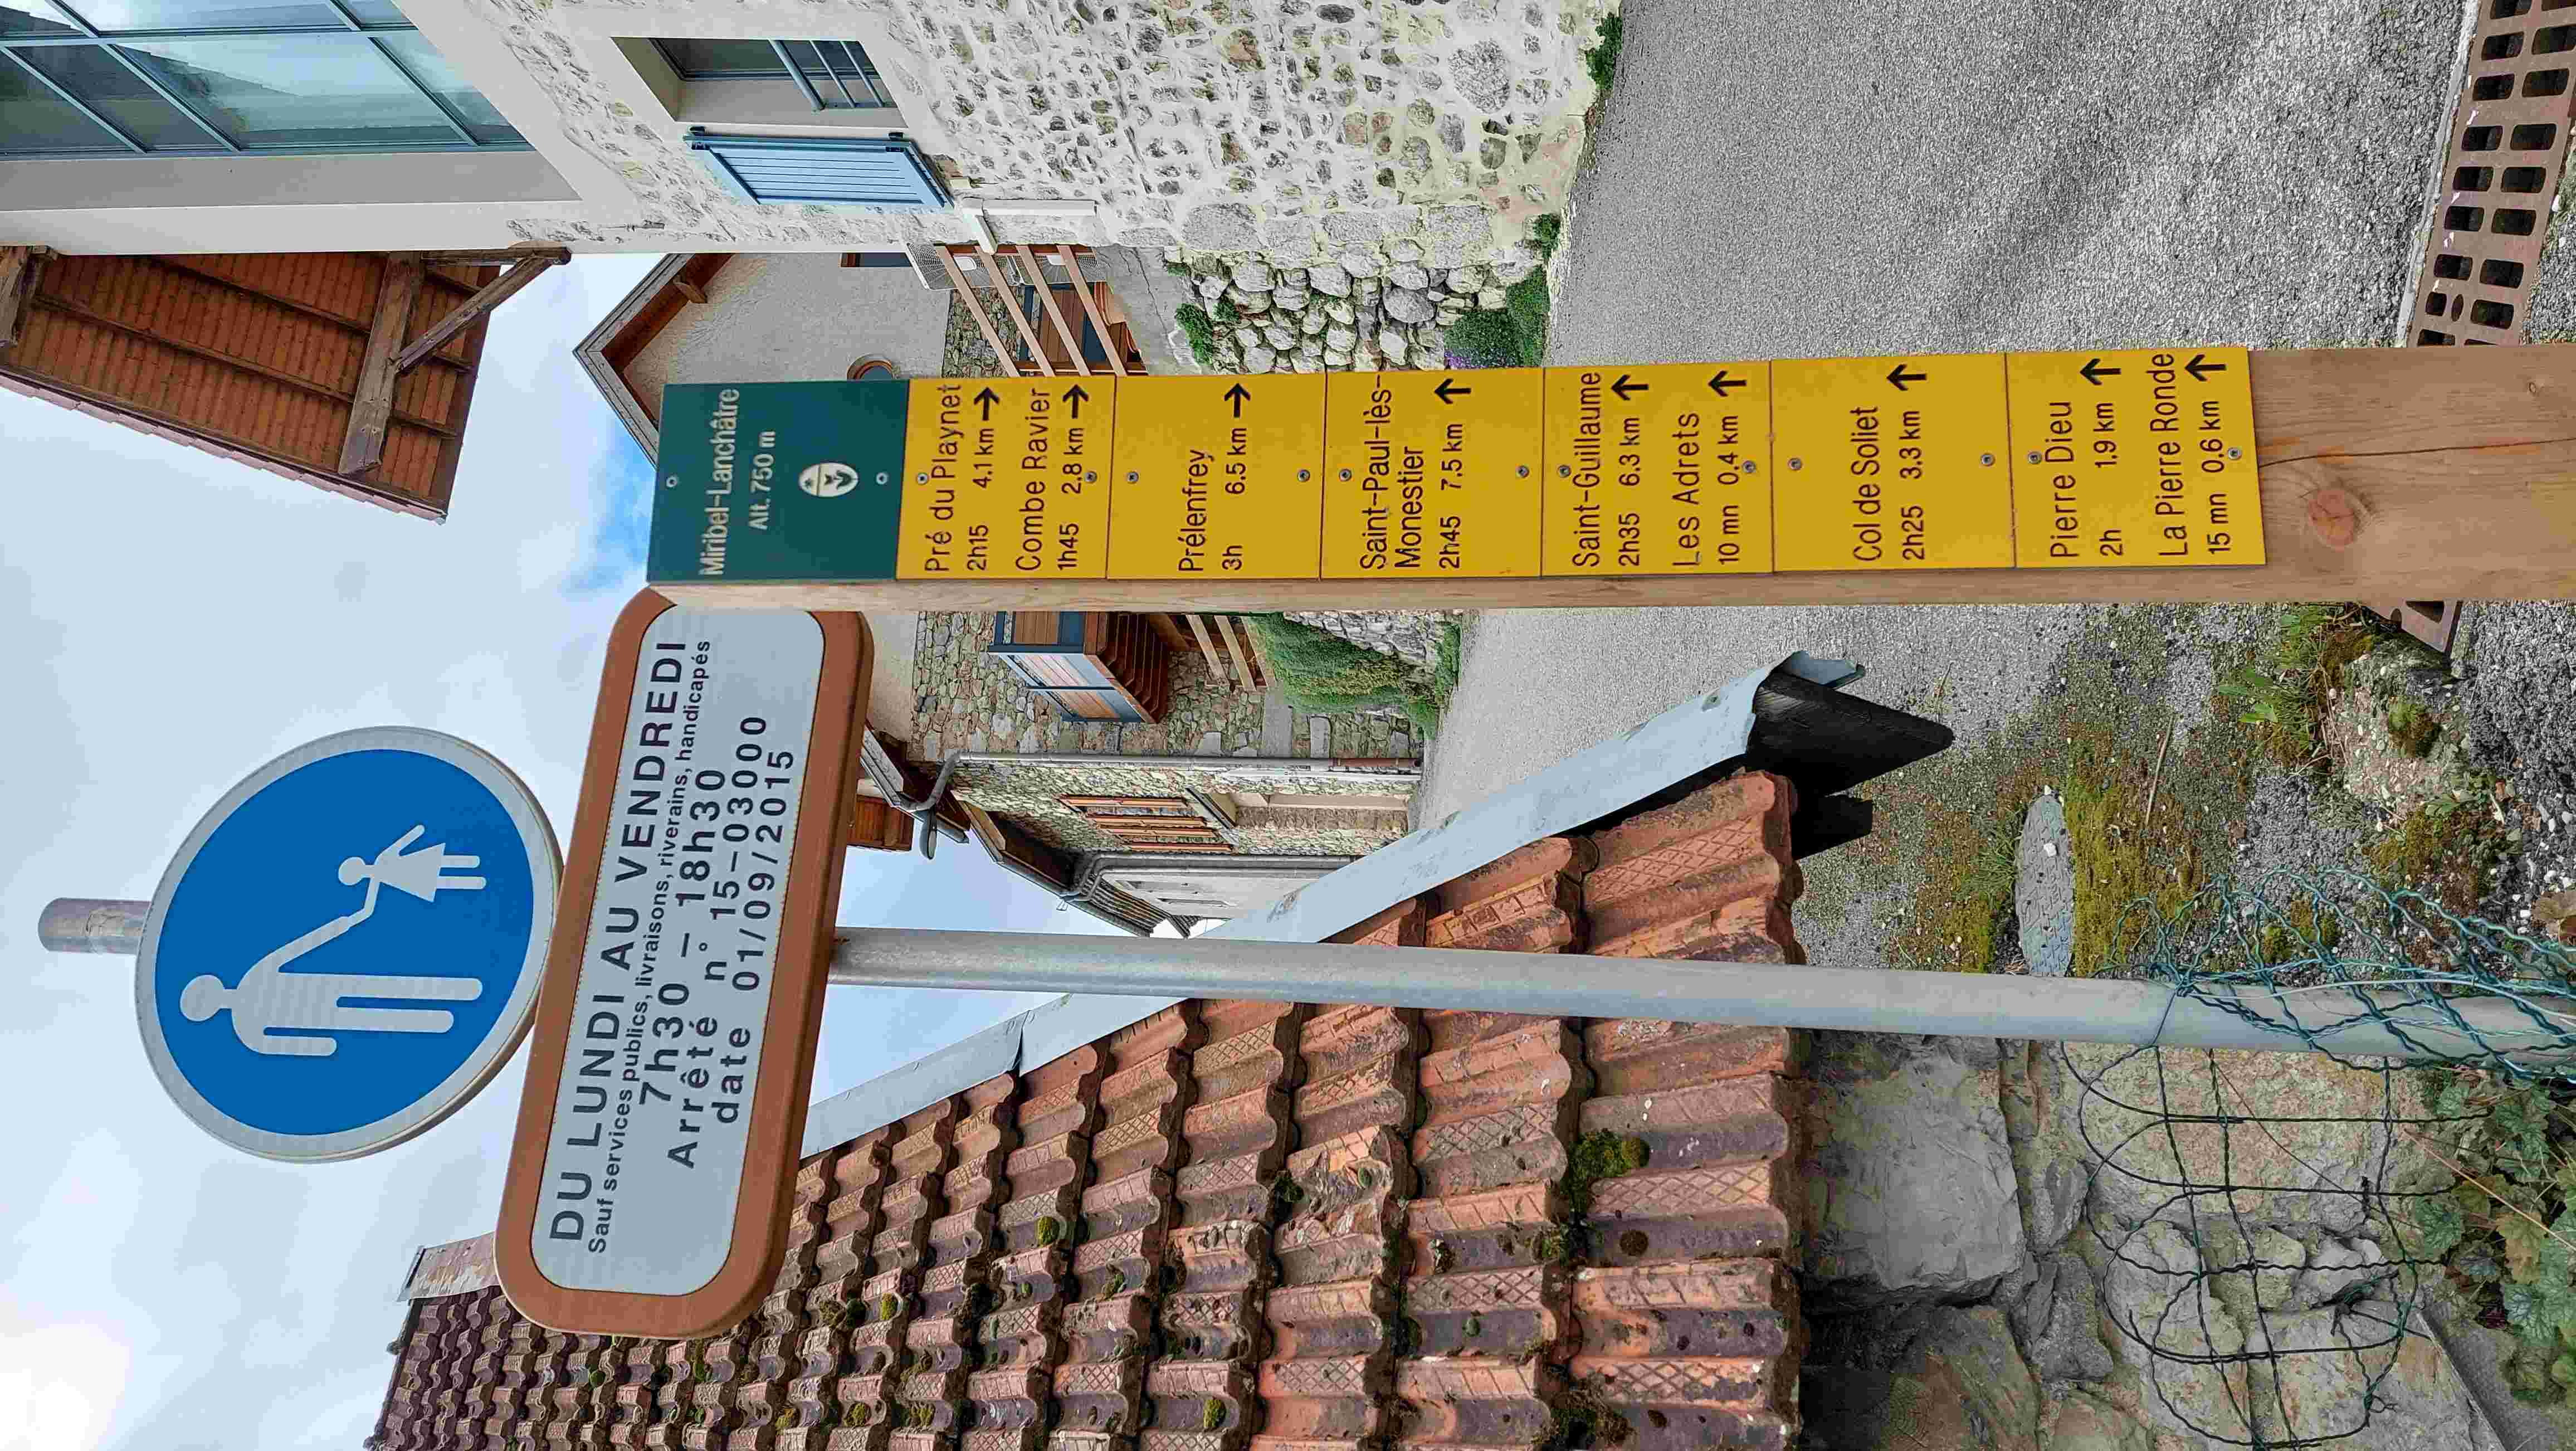 DU LUNDI AU VENDREDI
Sauf services publics, livraisons, riverains, handicapés
7h30 – 18h30
Arrêté n° 15-03000
date 01/09/2015
Miribel-Lanchâtre
Alt. 750 m
Pré du Playnet
2h15 4.1 km →
Combe Ravier
1h45 2.8 km →
Prélenfrey
3h 6.5 km →
Saint-Paul-lès-
Monestier
2h45 7.5 km ↑
Saint-Guillaume
2h35 6.3 km ↑
Les Adrets
10 mn 0.4 km ↑
Col de Soliet
2h25 3.3 km ↑
Pierre Dieu
2h 1.9 km ↑
La Pierre Ronde
15 mn 0.6 km ↑